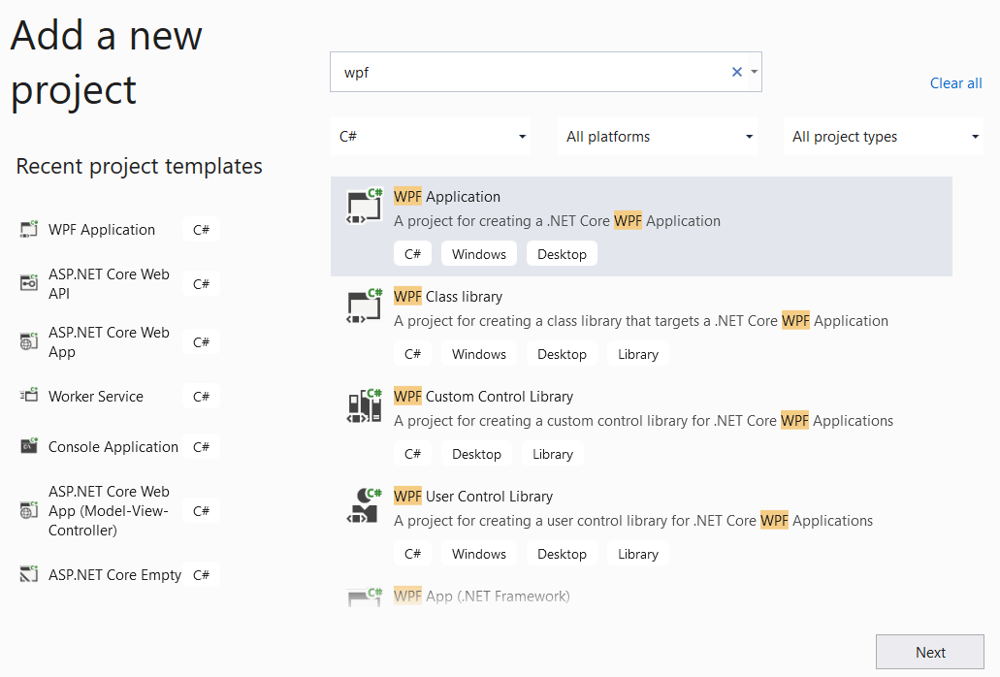 Add a new
project
Recent project templates
WPF Application C#
ASP.NET Core Web
API
C#
ASP.NET Core Web
App
C#
Worker Service C#
Console Application C#
ASP.NET Core Web
App (Model-View-
Controller)
C#
ASP.NET Core Empty C#
wpf
Clear all
C# All platforms All project types
C#
WPF Application
A project for creating a .NET Core WPF Application
C# Windows Desktop
C#
WPF Class library
A project for creating a class library that targets a .NET Core WPF Application
C# Windows Desktop Library
C#
WPF Custom Control Library
A project for creating a custom control library for .NET Core WPF Applications
C# Desktop Library
C#
WPF User Control Library
A project for creating a user control library for .NET Core WPF Applications
C# Windows Desktop Library
C#
WPF App (.NET Framework)
Next